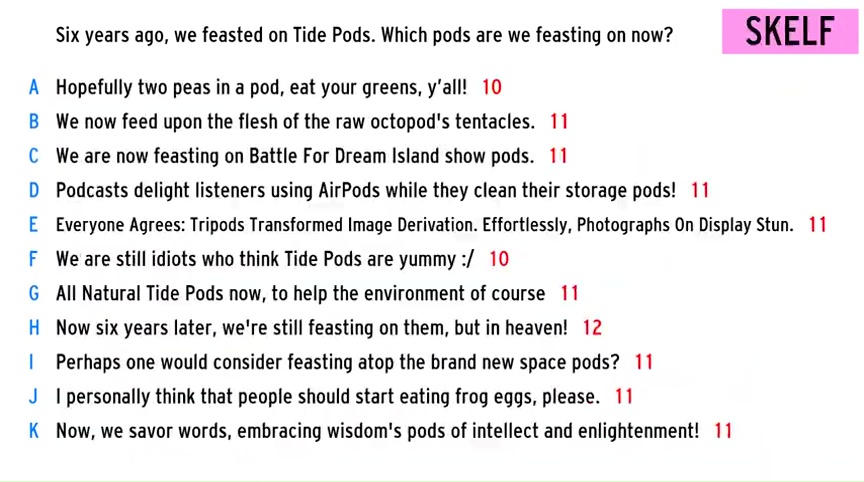 Six years ago, we feasted on Tide Pods. Which pods are we feasting on now?
SKELF
A Hopefully two peas in a pod, eat your greens, y'all! 10
B We now feed upon the flesh of the raw octopod's tentacles. 11
C We are now feasting on Battle For Dream Island show pods. 11
D Podcasts delight listeners using AirPods while they clean their storage pods! 11
E Everyone Agrees: Tripods Transformed Image Derivation. Effortlessly, Photographs On Display Stun. 11
F We are still idiots who think Tide Pods are yummy :/ 10
G All Natural Tide Pods now, to help the environment of course 11
H Now six years later, we're still feasting on them, but in heaven! 12
I Perhaps one would consider feasting atop the brand new space pods? 11
J I personally think that people should start eating frog eggs, please. 11
K Now, we savor words, embracing wisdom's pods of intellect and enlightenment! 11